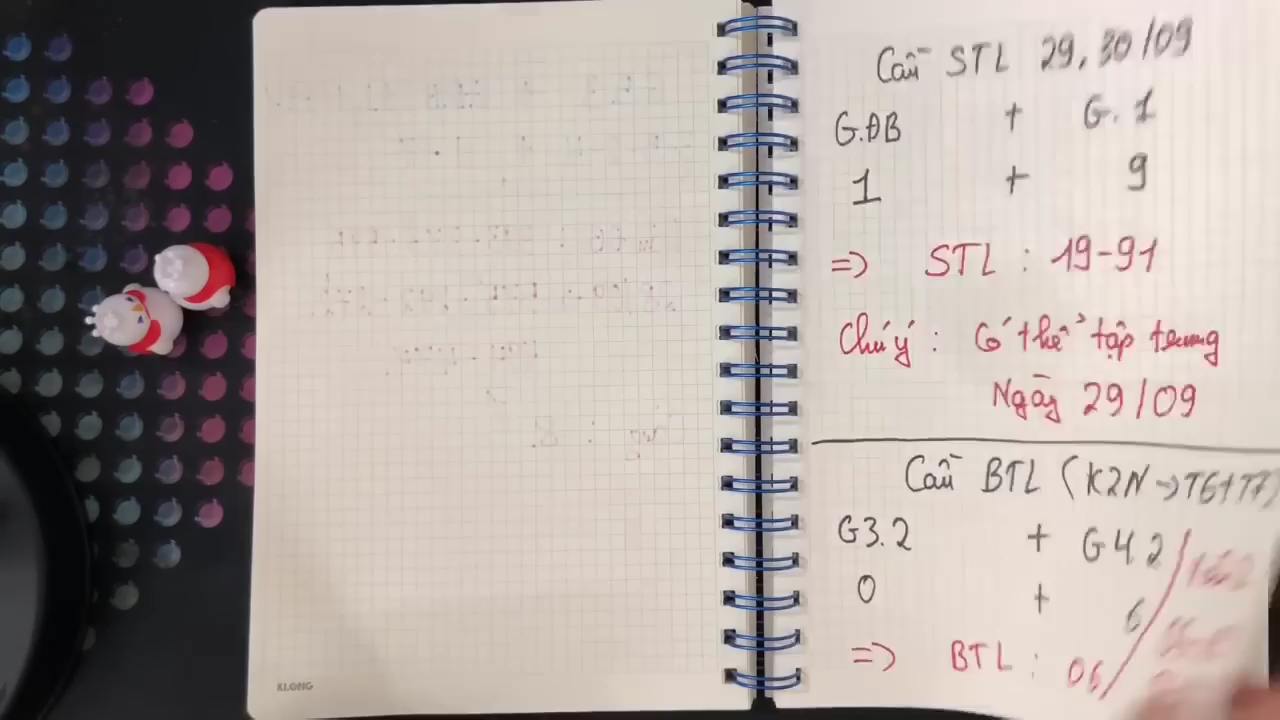 Cầu STL 29, 30/09
G.ĐB + G.1
1 + 9
=> STL : 19-91
Chú ý : Có thể tập trung
Ngày 29/09
Cầu BTL (K2N → T6+T7)
G3.2 + G4 2
0 + 6
=> BTL : 06
KLONG